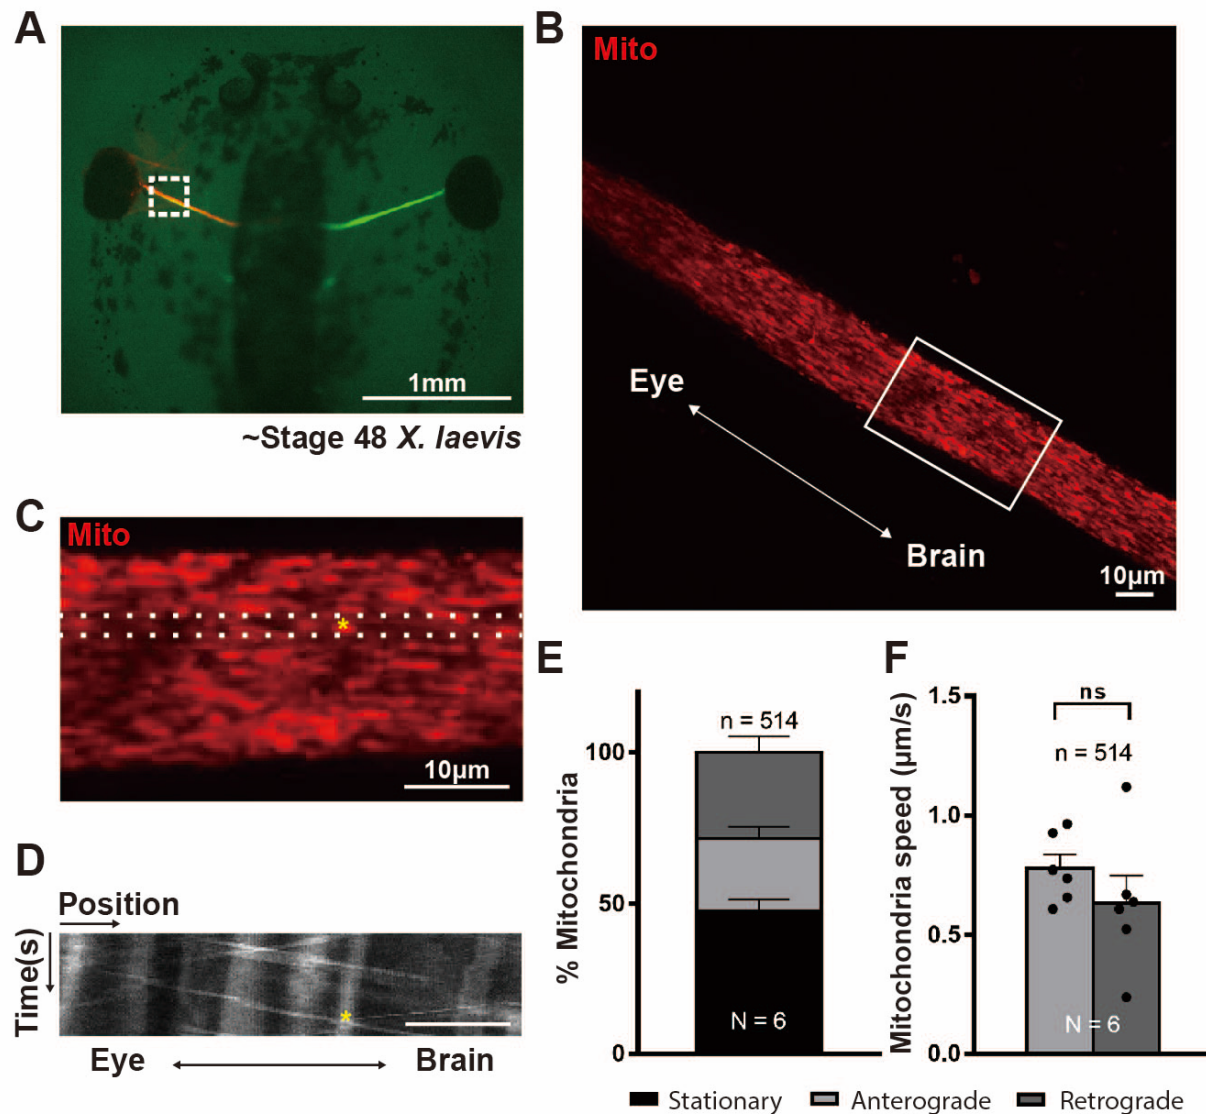 A
1mm
~Stage 48 X. laevis
B
Mito
Eye
Brain
10µm
C
Mito
*
10µm
D
Position
Time(s)
*
Eye
Brain
E
% Mitochondria
100
50
0
n = 514
N = 6
F
Mitochondria speed (µm/s)
1.5
1.0
0.5
0.0
ns
n = 514
N = 6
Stationary
Anterograde
Retrograde